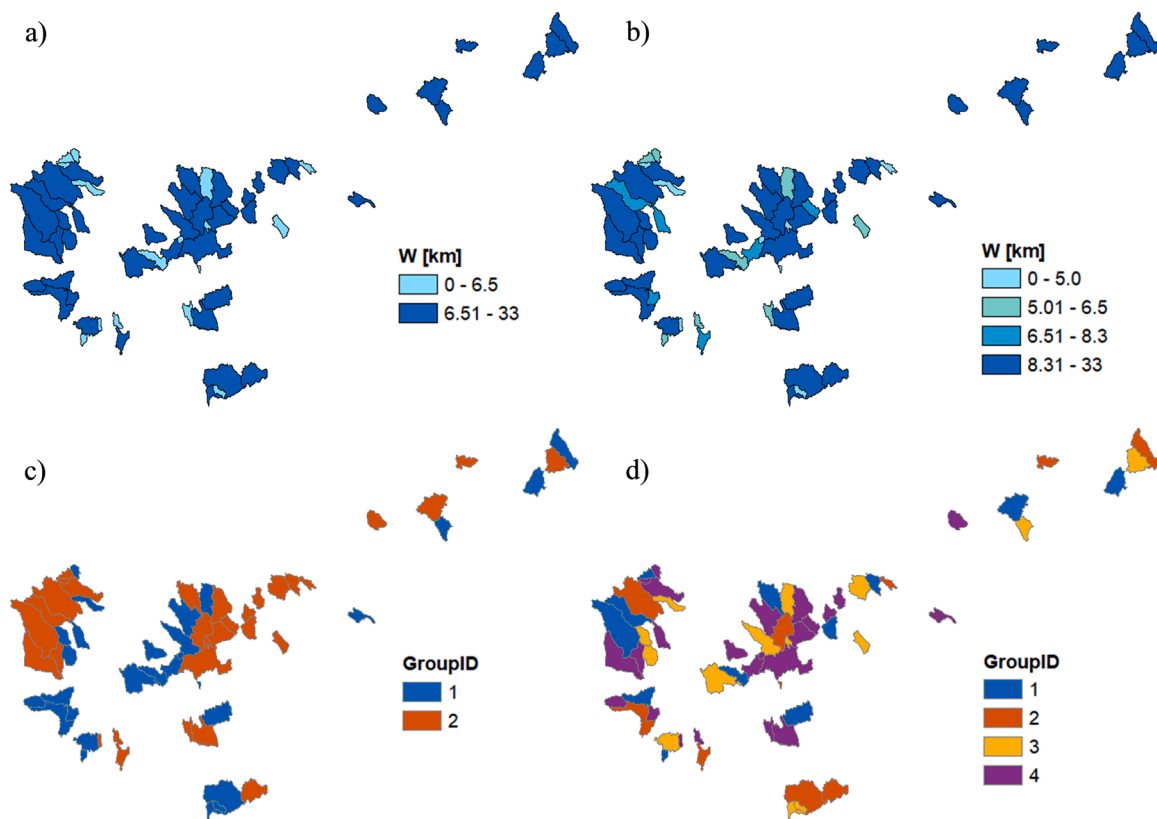 a)
W [km]
0 - 6.5
6.51 - 33
b)
W [km]
0 - 5.0
5.01 - 6.5
6.51 - 8.3
8.31 - 33
c)
GroupID
1
2
d)
GroupID
1
2
3
4